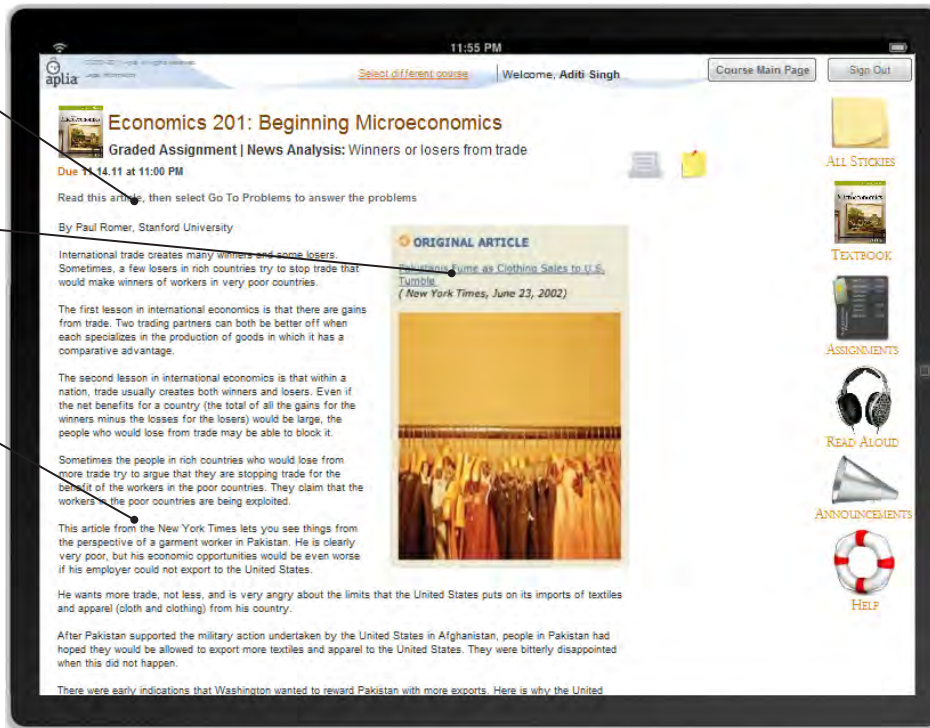 11:55 PM
aplia
Select different course
Welcome, Aditi Singh
Course Main Page
Sign Out
Economics 201: Beginning Microeconomics
Graded Assignment | News Analysis: Winners or losers from trade
Due 11.14.11 at 11:00 PM
Read this article, then select Go To Problems to answer the problems
By Paul Romer, Stanford University
International trade creates many winners and some losers.
Sometimes, a few losers in rich countries try to stop trade that
would make winners of workers in very poor countries.
The first lesson in international economics is that there are gains
from trade. Two trading partners can both be better off when
each specializes in the production of goods in which it has a
comparative advantage.
The second lesson in international economics is that within a
nation, trade usually creates both winners and losers. Even if
the net benefits for a country (the total of all the gains for the
winners minus the losses for the losers) would be large, the
people who would lose from trade may be able to block it.
Sometimes the people in rich countries who would lose from
more trade try to argue that they are stopping trade for the
benefit of the workers in the poor countries. They claim that the
workers in the poor countries are being exploited.
This article from the New York Times lets you see things from
the perspective of a garment worker in Pakistan. He is clearly
very poor, but his economic opportunities would be even worse
if his employer could not export to the United States.
He wants more trade, not less, and is very angry about the limits that the United States puts on its imports of textiles
and apparel (cloth and clothing) from his country.
After Pakistan supported the military action undertaken by the United States in Afghanistan, people in Pakistan had
hoped they would be allowed to export more textiles and apparel to the United States. They were bitterly disappointed
when this did not happen.
There were early indications that Washington wanted to reward Pakistan with more exports. Here is why the United
ORIGINAL ARTICLE
Pakistanis Fume as Clothing Sales to U.S.
Tumble
( New York Times, June 23, 2002)
ALL STICKIES
Microeconomics
TEXTBOOK
ASSIGNMENTS
READ ALOUD
ANNOUNCEMENTS
HELP